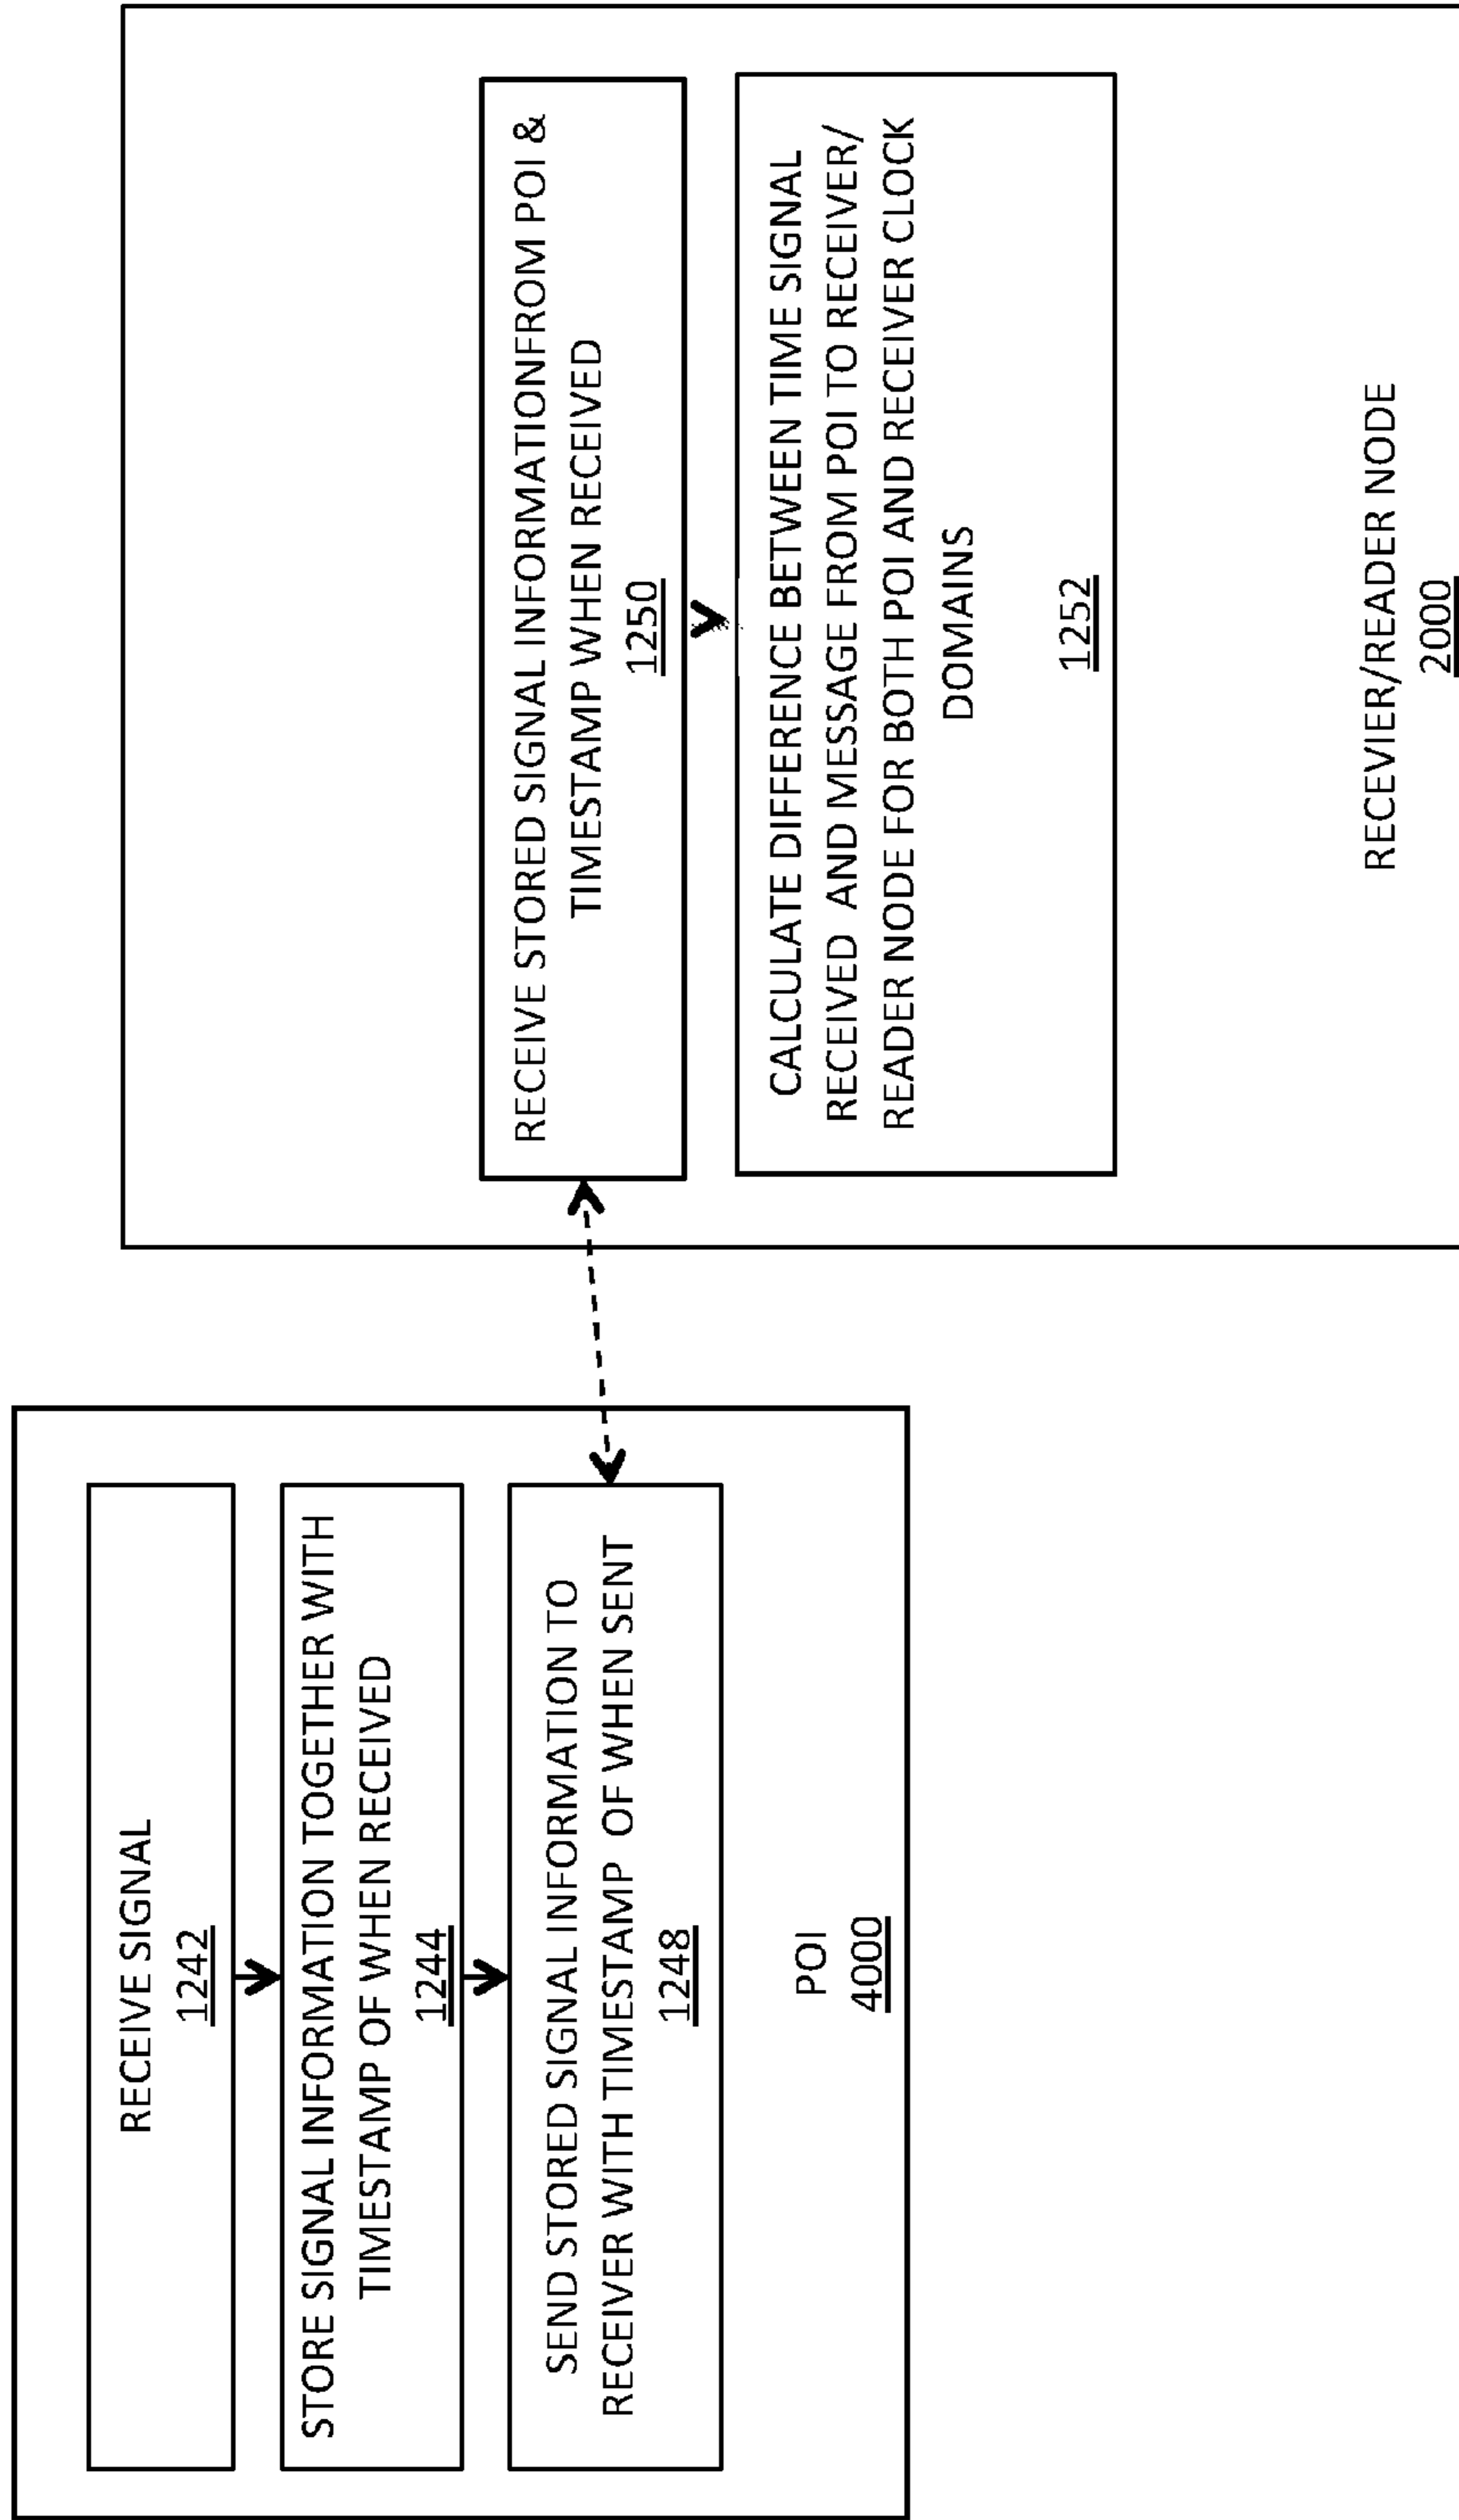 RECEIVE SIGNAL
1242
STORE SIGNAL INFORMATION TOGETHER WITH
TIMESTAMP OF WHEN RECEIVED
1244
SEND STORED SIGNAL INFORMATION TO
RECEIVER WITH TIMESTAMP OF WHEN SENT
1248
POI
4000
RECEIVE STORED SIGNAL INFORMATIONFROM POI &
TIMESTAMP WHEN RECEIVED
1250
CALCULATE DIFFERENCE BETWEEN TIME SIGNAL
RECEIVED AND MESSAGE FROM POI TO RECEIVER/
READER NODE FOR BOTH POI AND RECEIVER CLOCK
DOMAINS
1252
RECEVIER/READER NODE
2000